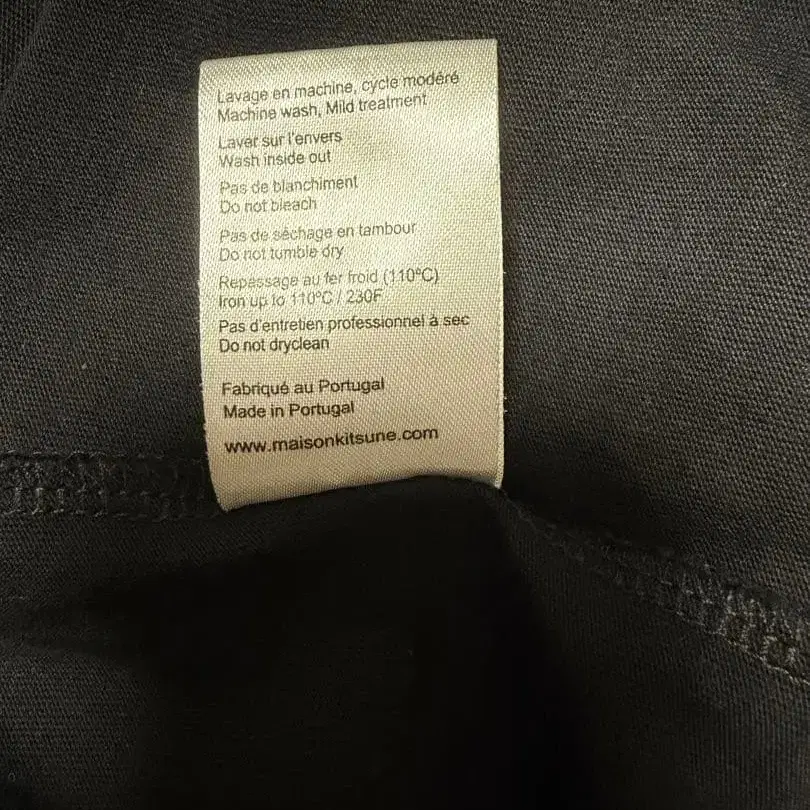 Lavage en machine, cycle modéré
Machine wash, Mild treatment
Laver sur l'envers
Wash inside out
Pas de blanchiment
Do not bleach
Pas de séchage en tambour
Do not tumble dry
Repassage au fer froid (110°C)
Iron up to 110°C / 230F
Pas d'entretien professionnel à sec
Do not dryclean
Fabriqué au Portugal
Made in Portugal
www.maisonkitsune.com